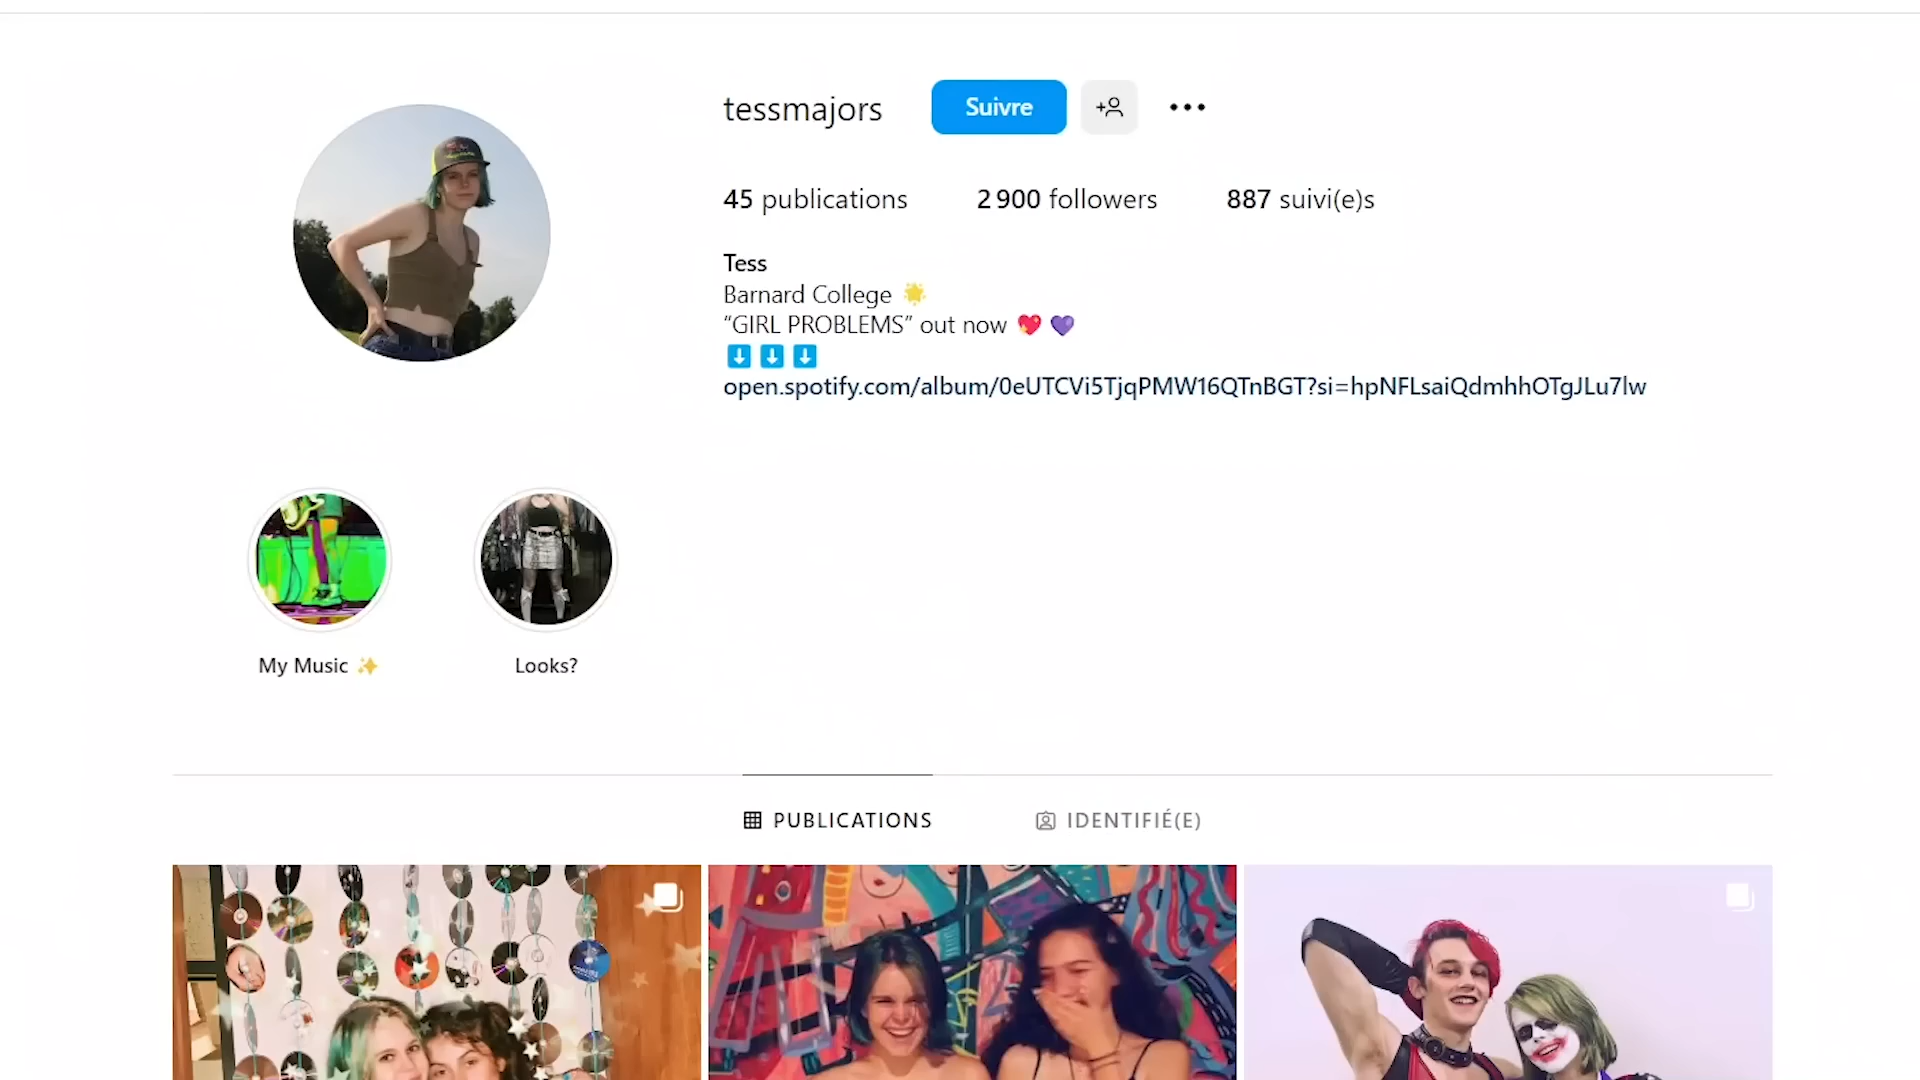 tessmajors Suivre
45 publications 2 900 followers 887 suivi(e)s
Tess
Barnard College 🌟
“GIRL PROBLEMS” out now 💖 💜
⬇️ ⬇️ ⬇️
open.spotify.com/album/0eUTCVi5TjqPMW16QTnBGT?si=hpNFLsaiQdmhhOTgJLu7lw
My Music ✨ Looks?
PUBLICATIONS IDENTIFIÉ(E)